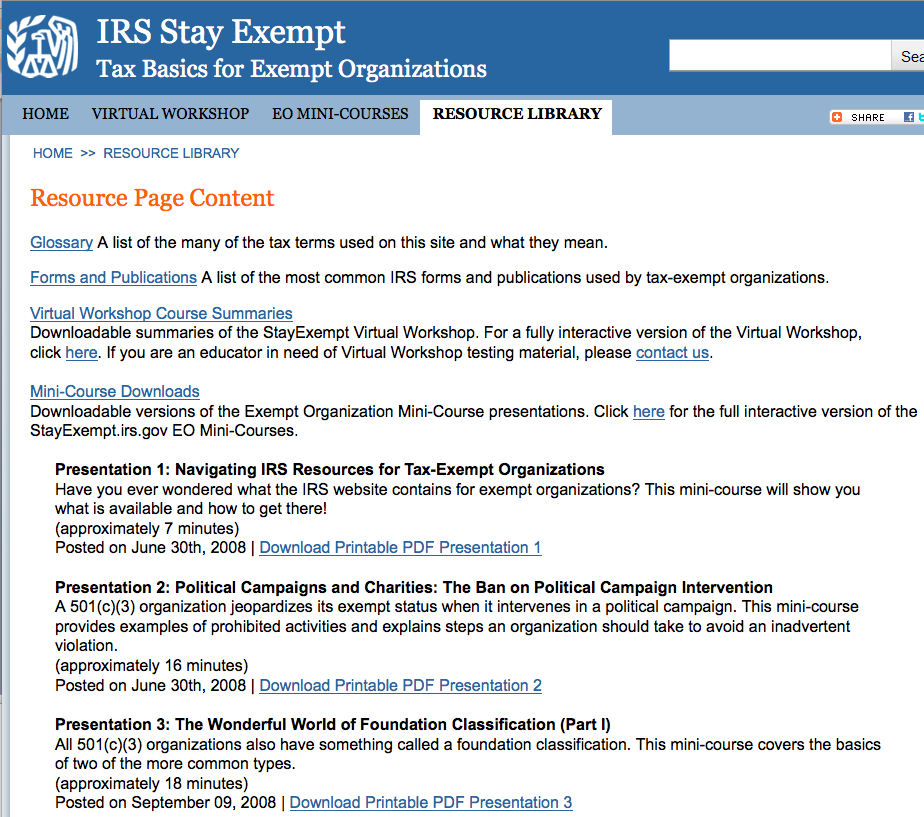 IRS Stay Exempt
Tax Basics for Exempt Organizations
Sea
HOME VIRTUAL WORKSHOP EO MINI-COURSES RESOURCE LIBRARY
SHARE
HOME >> RESOURCE LIBRARY
Resource Page Content
Glossary A list of the many of the tax terms used on this site and what they mean.
Forms and Publications A list of the most common IRS forms and publications used by tax-exempt organizations.
Virtual Workshop Course Summaries
Downloadable summaries of the StayExempt Virtual Workshop. For a fully interactive version of the Virtual Workshop,
click here. If you are an educator in need of Virtual Workshop testing material, please contact us.
Mini-Course Downloads
Downloadable versions of the Exempt Organization Mini-Course presentations. Click here for the full interactive version of the
StayExempt.irs.gov EO Mini-Courses.
Presentation 1: Navigating IRS Resources for Tax-Exempt Organizations
Have you ever wondered what the IRS website contains for exempt organizations? This mini-course will show you
what is available and how to get there!
(approximately 7 minutes)
Posted on June 30th, 2008 | Download Printable PDF Presentation 1
Presentation 2: Political Campaigns and Charities: The Ban on Political Campaign Intervention
A 501(c)(3) organization jeopardizes its exempt status when it intervenes in a political campaign. This mini-course
provides examples of prohibited activities and explains steps an organization should take to avoid an inadvertent
violation.
(approximately 16 minutes)
Posted on June 30th, 2008 | Download Printable PDF Presentation 2
Presentation 3: The Wonderful World of Foundation Classification (Part I)
All 501(c)(3) organizations also have something called a foundation classification. This mini-course covers the basics
of two of the more common types.
(approximately 18 minutes)
Posted on September 09, 2008 | Download Printable PDF Presentation 3